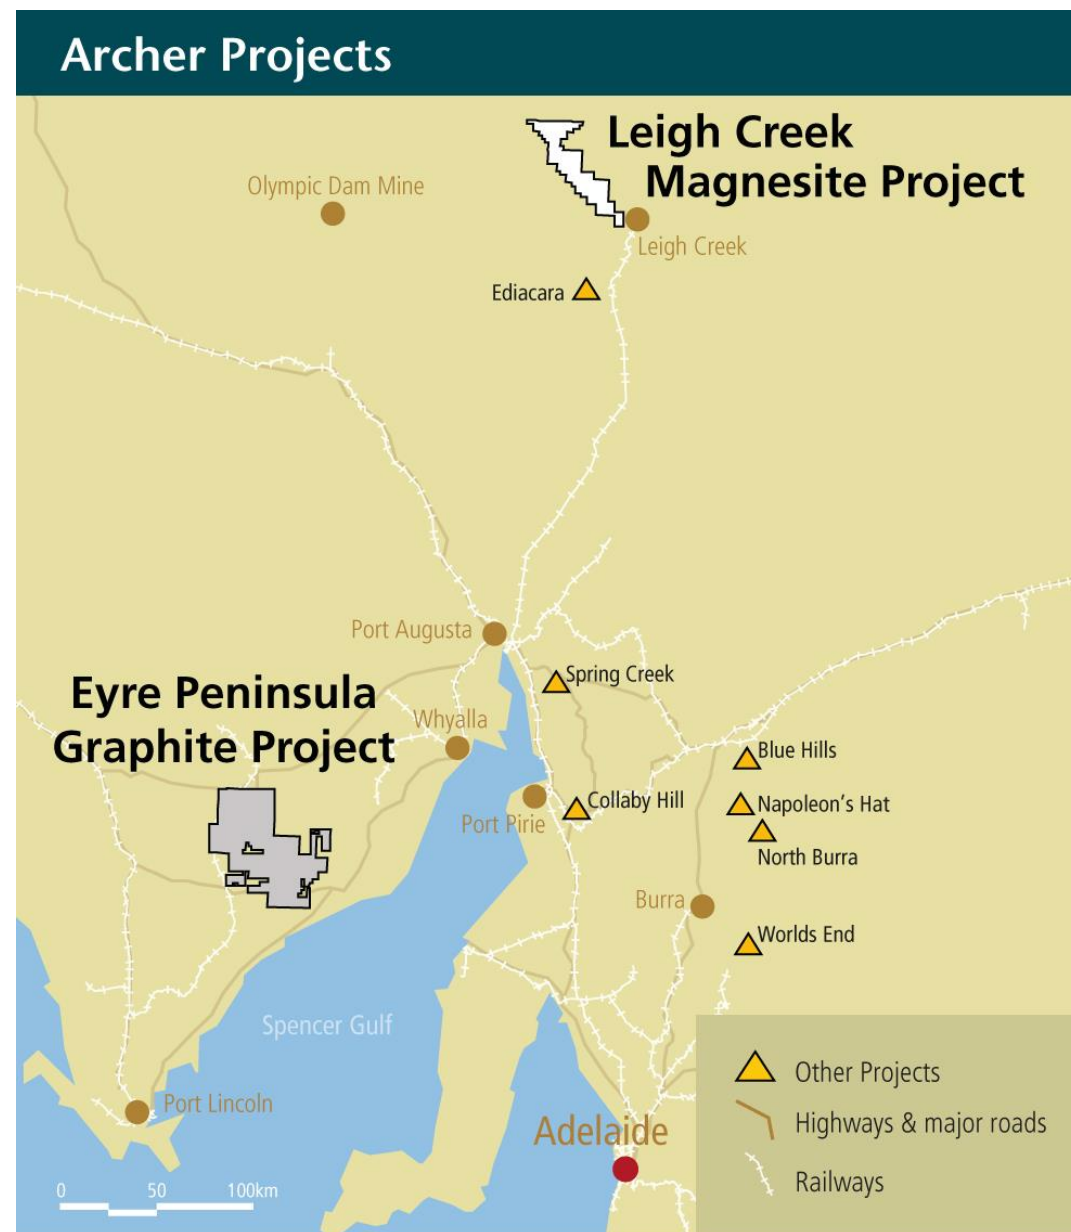 Archer Projects
Leigh Creek
Magnesite Project
Olympic Dam Mine
Leigh Creek
Ediacara
Port Augusta
Spring Creek
Eyre Peninsula
Graphite Project
Whyalla
Blue Hills
Collaby Hill
Napoleon's Hat
Port Pirie
North Burra
Burra
Worlds End
Spencer Gulf
Other Projects
Port Lincoln
Highways & major roads
Adelaide
Railways
0 50 100km